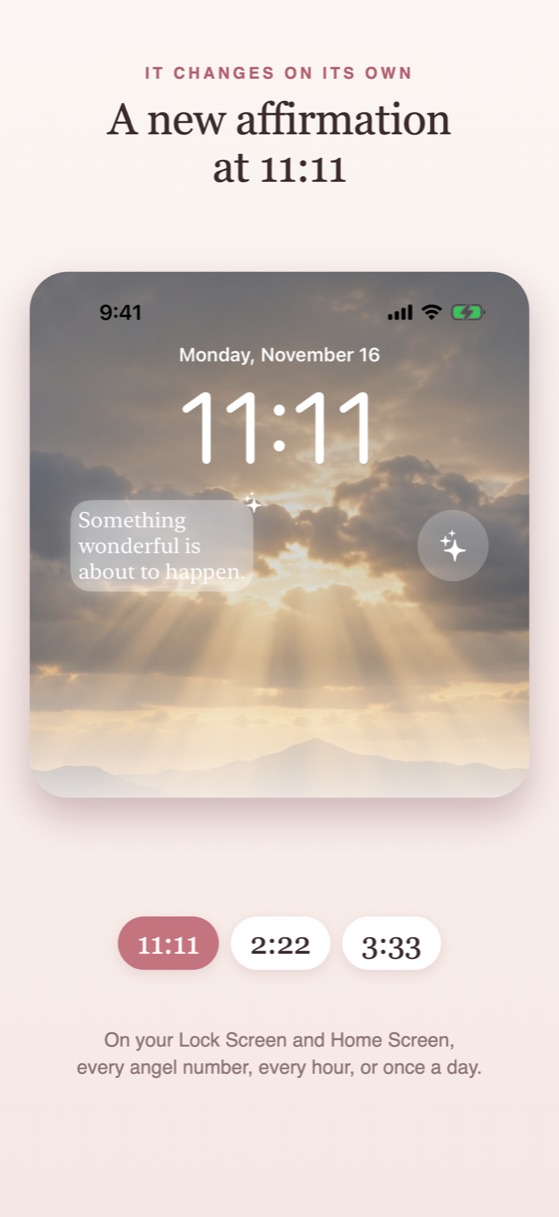 IT CHANGES ON ITS OWN
A new affirmation
at 11:11
9:41
Monday, November 16
11:11
Something
wonderful is
about to happen.
11:11
2:22
3:33
On your Lock Screen and Home Screen,
every angel number, every hour, or once a day.